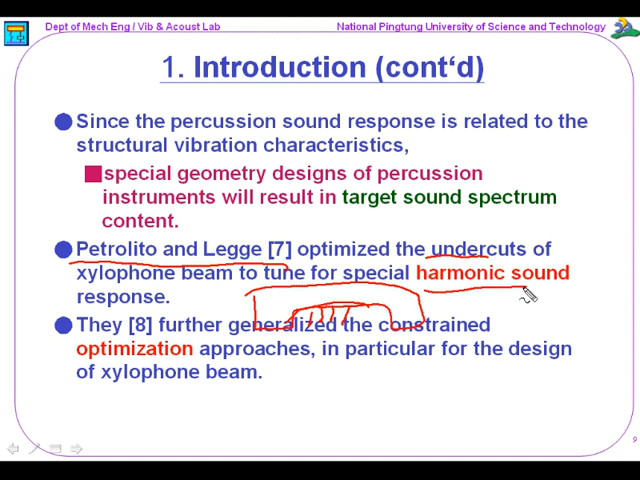 Dept of Mech Eng / Vib & Acoust Lab
National Pingtung University of Science and Technology
1. Introduction (cont‘d)
Since the percussion sound response is related to the
structural vibration characteristics,
special geometry designs of percussion
instruments will result in target sound spectrum
content.
Petrolito and Legge [7] optimized the undercuts of
xylophone beam to tune for special harmonic sound
response.
They [8] further generalized the constrained
optimization approaches, in particular for the design
of xylophone beam.
9